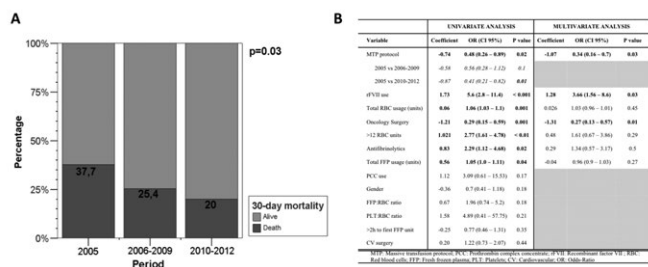 A
p=0.03
100%
75%
50%
25%
0%
Percentage
37,7
25,4
20
2005
2006-2009
2010-2012
Period
30-day mortality
Alive
Death
B
UNIVARIATE ANALYSIS MULTIVARIATE ANALYSIS
Variable Coefficient OR (CI 95%) P value Coefficient OR (CI 95%) P value
MTP protocol -0.74 0.48 (0.26 – 0.89) 0.02 -1.07 0.34 (0.16 – 0.7) 0.03
2005 vs 2006-2009 -0.58 0.56 (0.28 – 1.12) 0.1
2005 vs 2010-2012 -0.87 0.41 (0.21 – 0.82) 0.01
rFVII use 1.73 5.6 (2.8 – 11.4) < 0.001 1.28 3.66 (1.56 – 8.6) 0.03
Total RBC usage (units) 0.06 1.06 (1.03 – 1.1) 0.001 0.026 1.03 (0.96 – 1.01) 0.45
Oncology Surgery -1.21 0.29 (0.15 – 0.59) 0.001 -1.31 0.27 (0.13 – 0.57) 0.01
>12 RBC units 1.021 2.77 (1.61 – 4.78) < 0.01 0.48 1.61 (0.67 – 3.86) 0.29
Antifibrinolytics 0.83 2.29 (1.12 – 4.68) 0.02 0.29 1.34 (0.57 – 3.17) 0.5
Total FFP usage (units) 0.56 1.05 (1.0 – 1.11) 0.04 -0.04 0.96 (0.9 – 1.03) 0.27
PCC use 1.12 3.09 (0.61 – 15.53) 0.17
Gender -0.36 0.7 (0.41 – 1.18) 0.18
FFP/RBC ratio 0.67 1.96 (0.74 – 5.2) 0.18
PLT/RBC ratio 1.58 4.89 (0.41 – 57.75) 0.21
>2h to first FFP unit -0.25 0.77 (0.46 – 1.31) 0.35
CV surgery 0.20 1.22 (0.73 – 2.07) 0.44
MTP: Massive transfusion protocol, PCC: Prothrombin complex concentrate, rFVII. Recombinant factor VII , RBC:
Red blood cells, FFP: Fresh frozen plasma, PLT: Platelets, CV: Cardiovascular, OR: Odds-Ratio